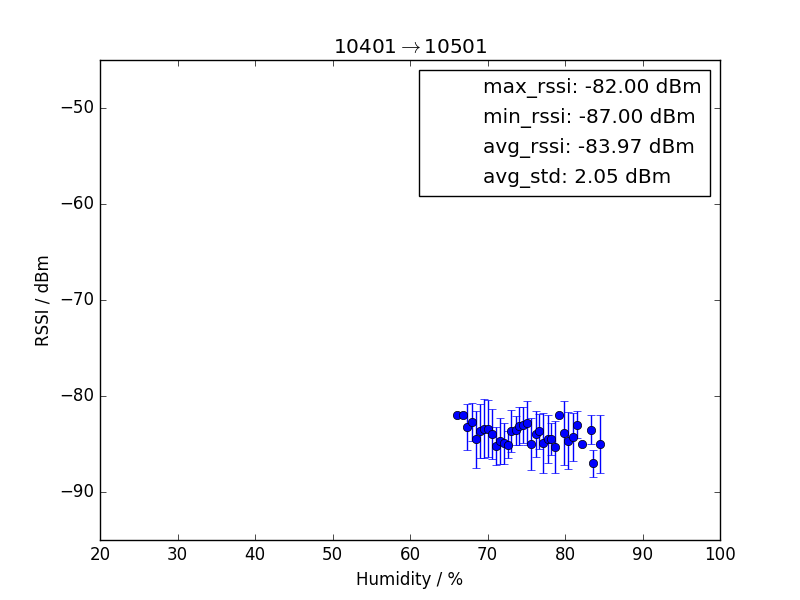 10401→10501
max_rssi: -82.00 dBm
min_rssi: -87.00 dBm
avg_rssi: -83.97 dBm
avg_std: 2.05 dBm
−50
−60
−70
−80
−90
RSSI / dBm
20 30 40 50 60 70 80 90 100
Humidity / %